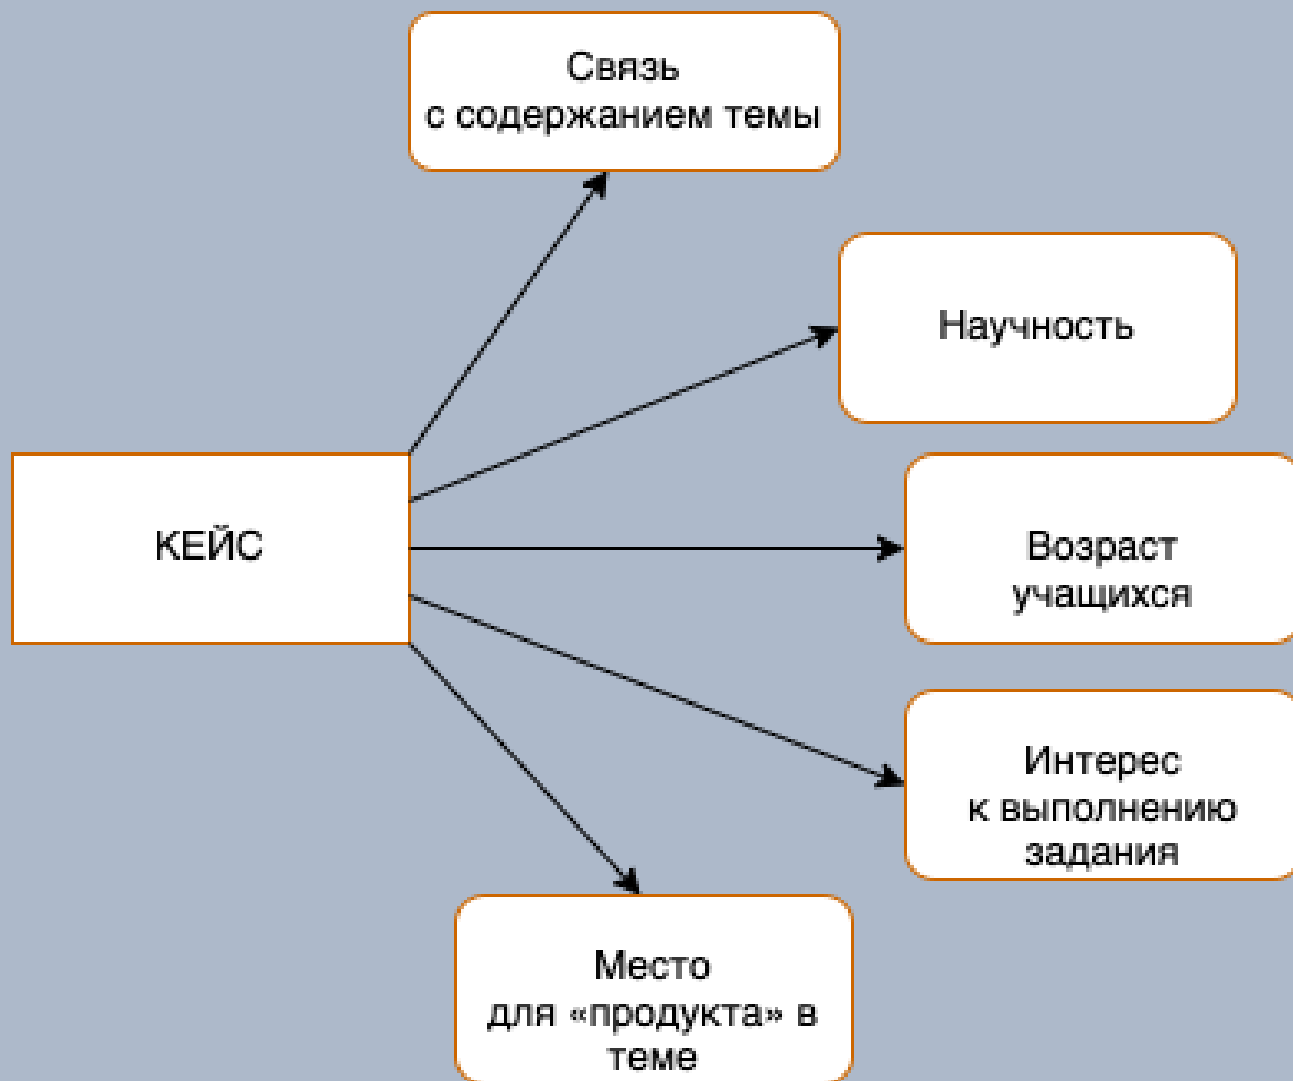 Связь
с содержанием темы
Научность
КЕЙС
Возраст
учащихся
Интерес
к выполнению
задания
Место
для «продукта» в
теме